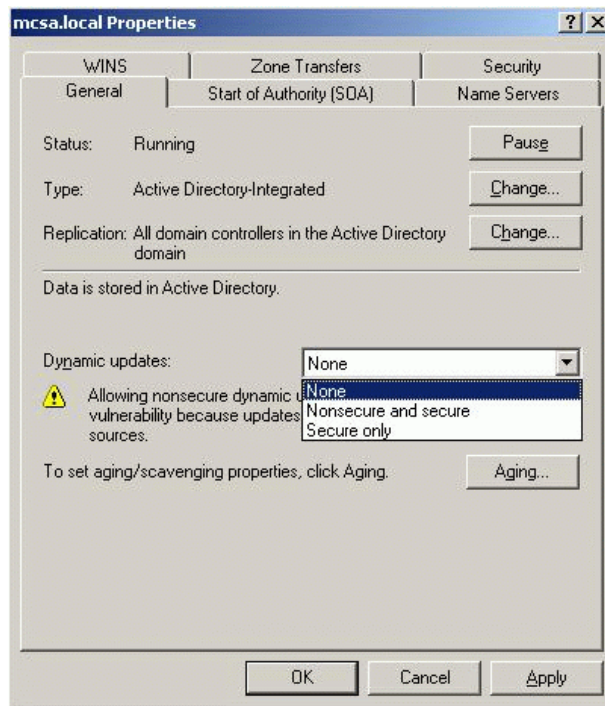 mcsa.local Properties
WINS Zone Transfers Security
General Start of Authority (SOA) Name Servers
Status: Running Pause
Type: Active Directory-Integrated Change...
Replication: All domain controllers in the Active Directory Change...
domain
Data is stored in Active Directory.
Dynamic updates: None
None
Allowing nonsecure dynamic
Nonsecure and secure
vulnerability because updates
Secure only
sources.
To set aging/scavenging properties, click Aging. Aging...
OK Cancel Apply